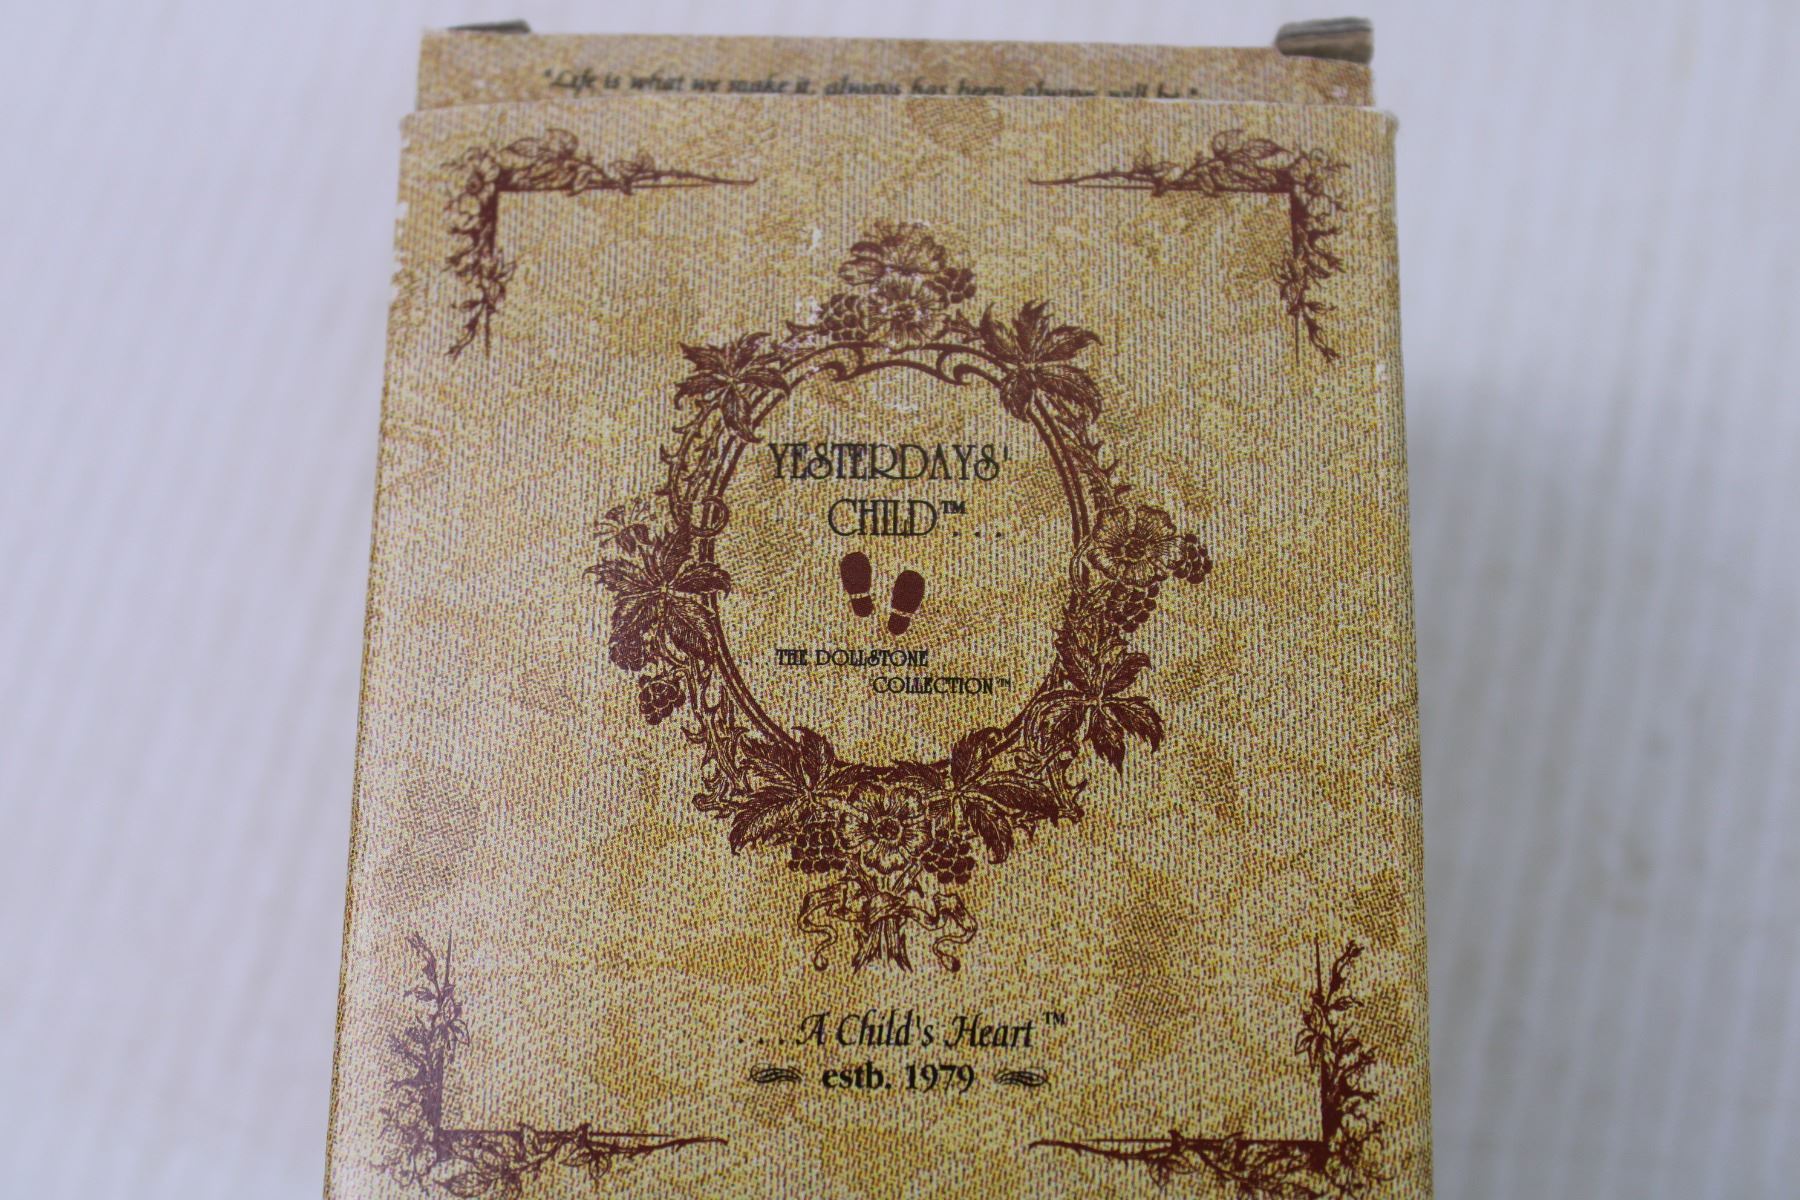 "Life is what we make it, always has been, always will be."
YESTERDAYS'
CHILD™...
THE DOLLSTONE
COLLECTION™
...A Child's Heart™
estb. 1979